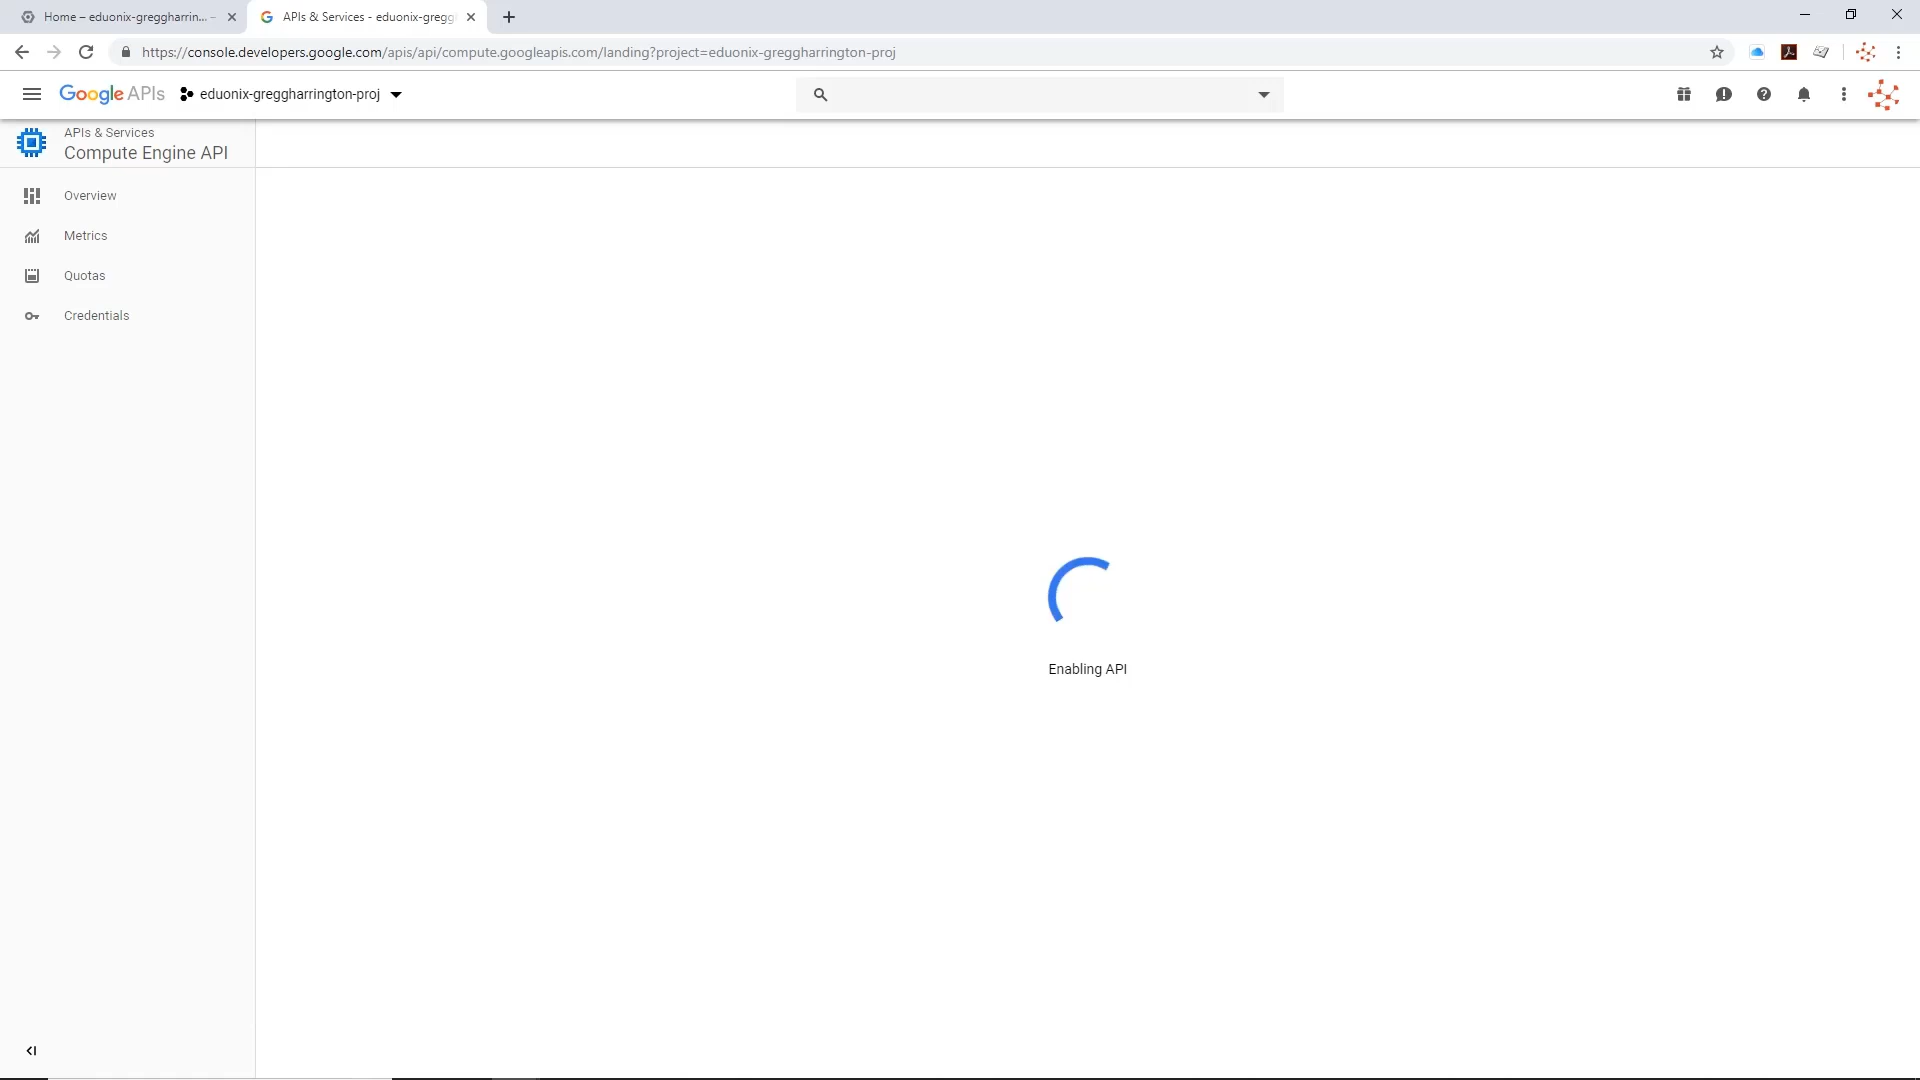 Home – eduonix-greggharrin... –
APIs & Services - eduonix-gregg
https://console.developers.google.com/apis/api/compute.googleapis.com/landing?project=eduonix-greggharrington-proj
Google APIs
eduonix-greggharrington-proj
APIs & Services
Compute Engine API
Overview
Metrics
Quotas
Credentials
Enabling API